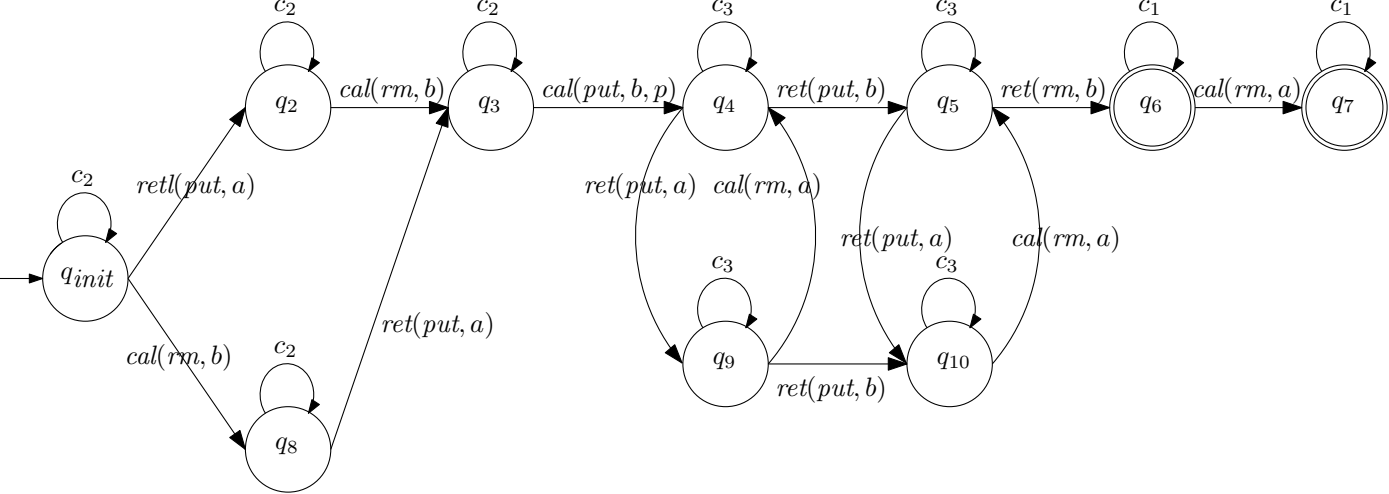 c2 c2 c3 c3 c1 c1
q2 cal(rm, b) q3 cal(put, b, p) q4 ret(put, b) q5 ret(rm, b) q6 cal(rm, a) q7
c2 retl(put, a) ret(put, a) cal(rm, a)
ret(put, a) cal(rm, a)
qinit c3 c3
ret(put, a)
cal(rm, b) c2
q9 q10
ret(put, b)
q8